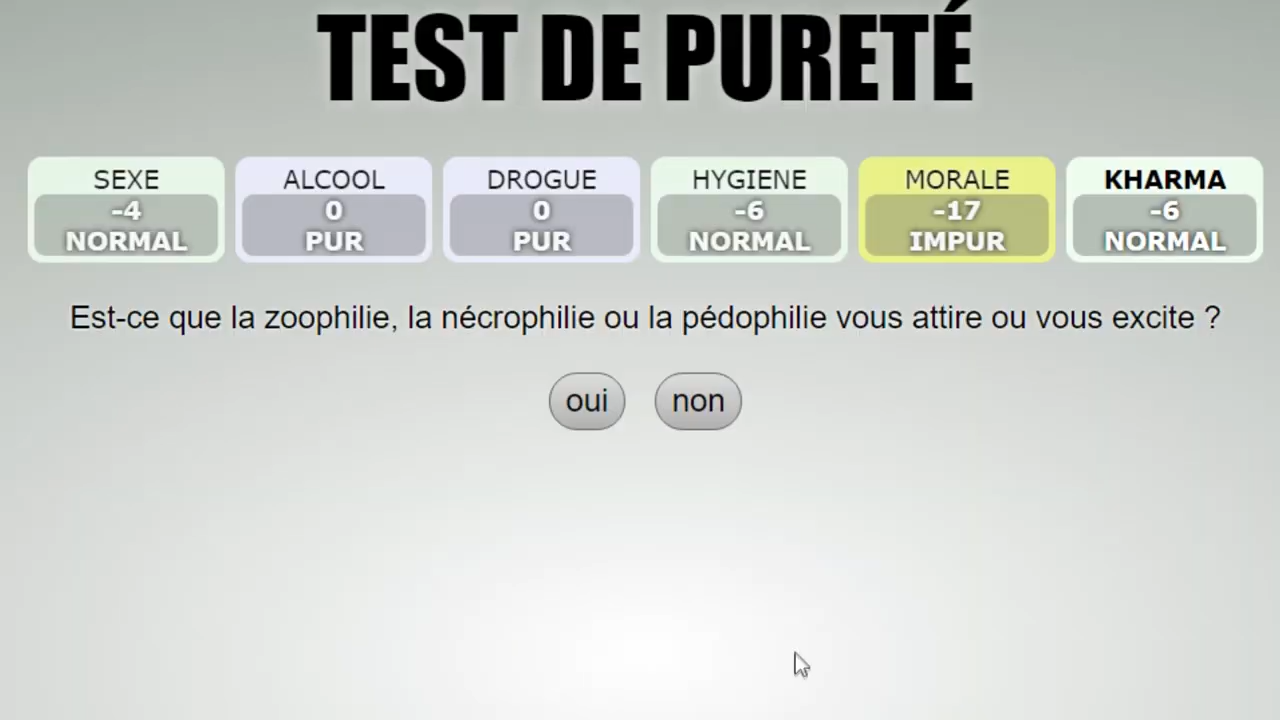 TEST DE PURETÉ
SEXE ALCOOL DROGUE HYGIENE MORALE KHARMA
-4 0 0 -6 -17 -6
NORMAL PUR PUR NORMAL IMPUR NORMAL
Est-ce que la zoophilie, la nécrophilie ou la pédophilie vous attire ou vous excite ?
oui non